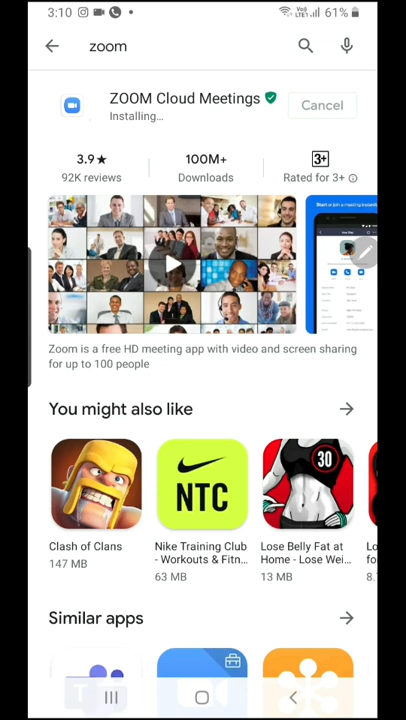 3:10
Vo)) LTE1 61%
zoom
ZOOM Cloud Meetings
Installing...
Cancel
3.9★
92K reviews
100M+
Downloads
3+
Rated for 3+
Zoom is a free HD meeting app with video and screen sharing
for up to 100 people
You might also like
30
NTC
Clash of Clans
147 MB
Nike Training Club
- Workouts & Fitn...
63 MB
Lose Belly Fat at
Home - Lose Wei...
13 MB
Similar apps